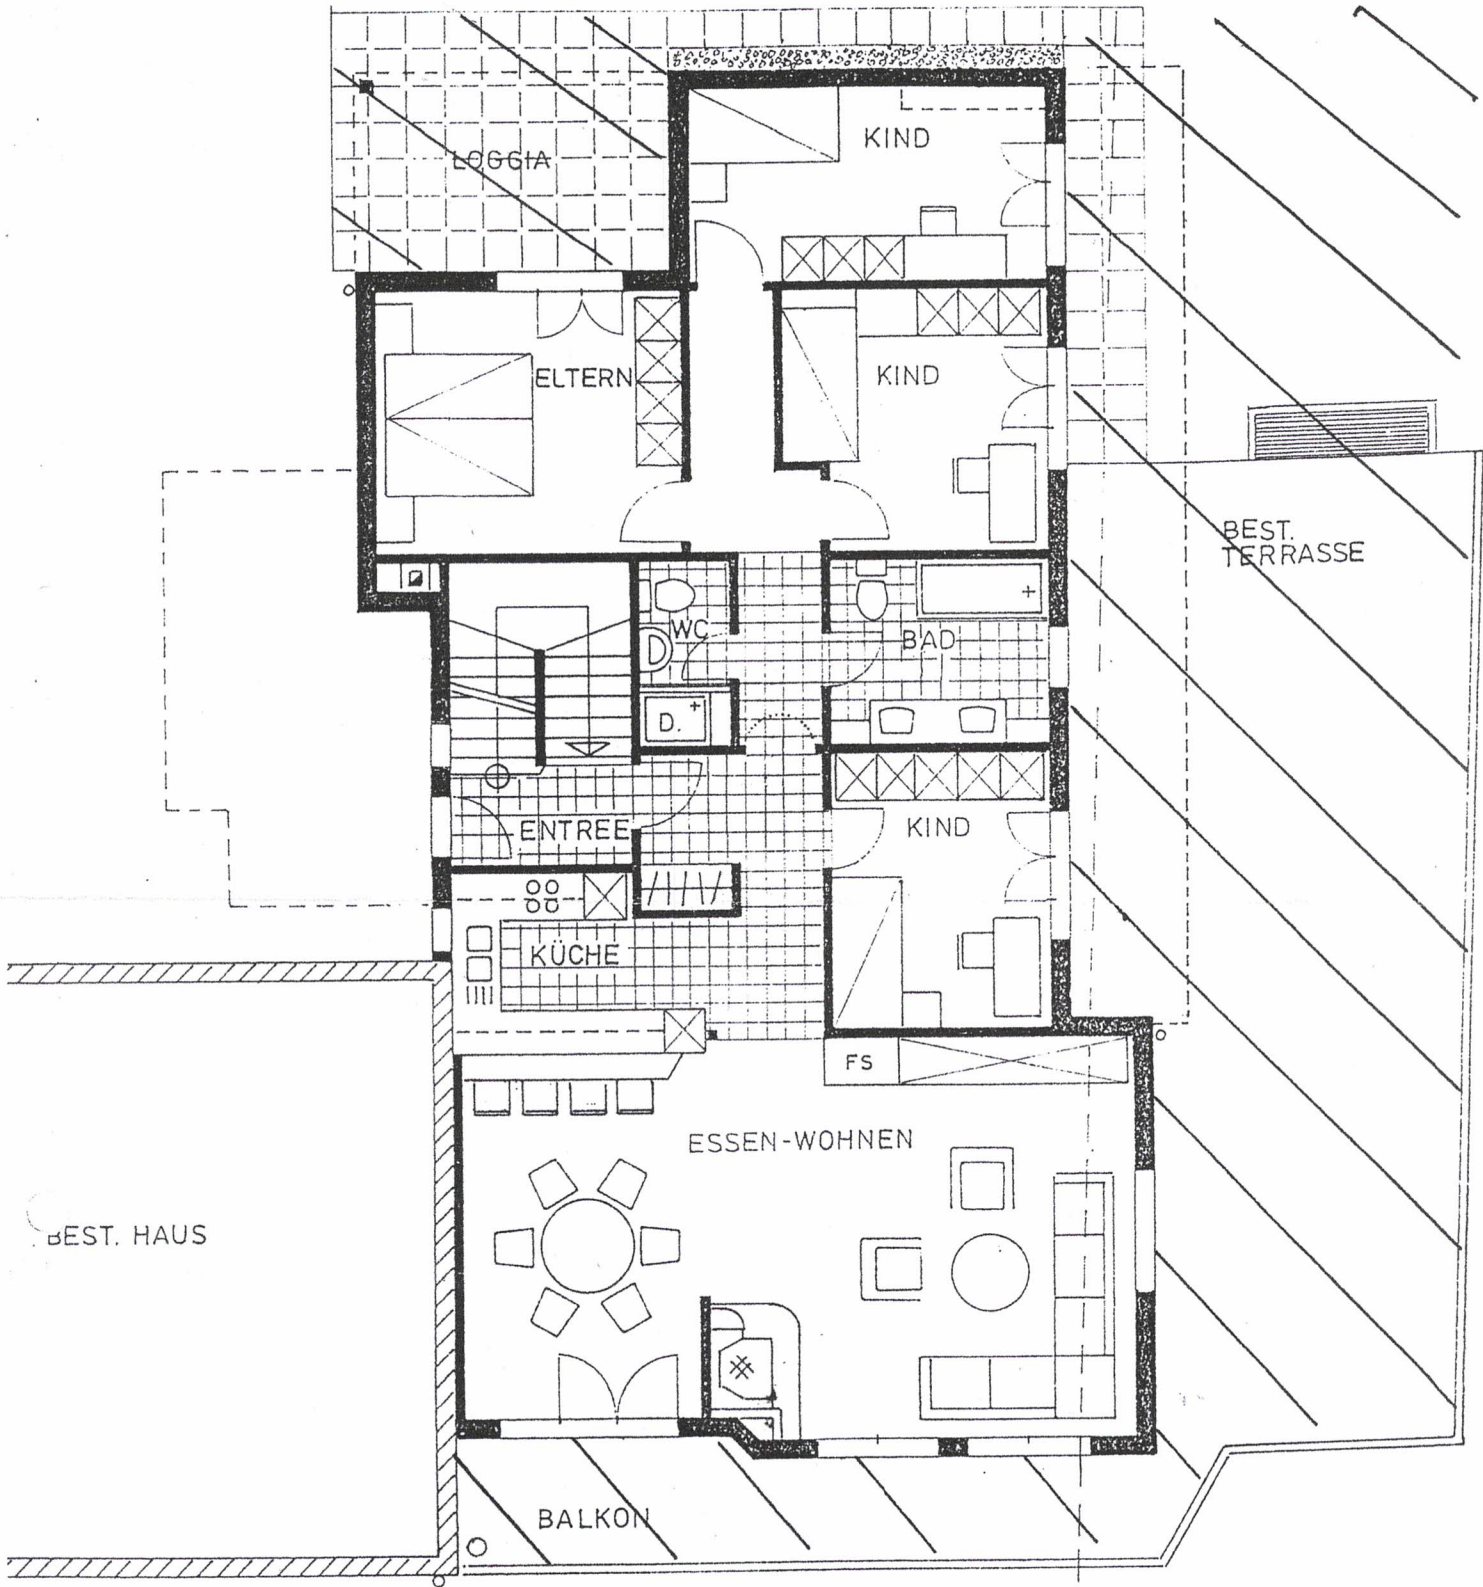 KIND
LOGGIA
ELTERN
KIND
BEST.
TERRASSE
WC
BAD
D.
ENTREE
KIND
KÜCHE
FS
ESSEN-WOHNEN
BEST. HAUS
BALKON